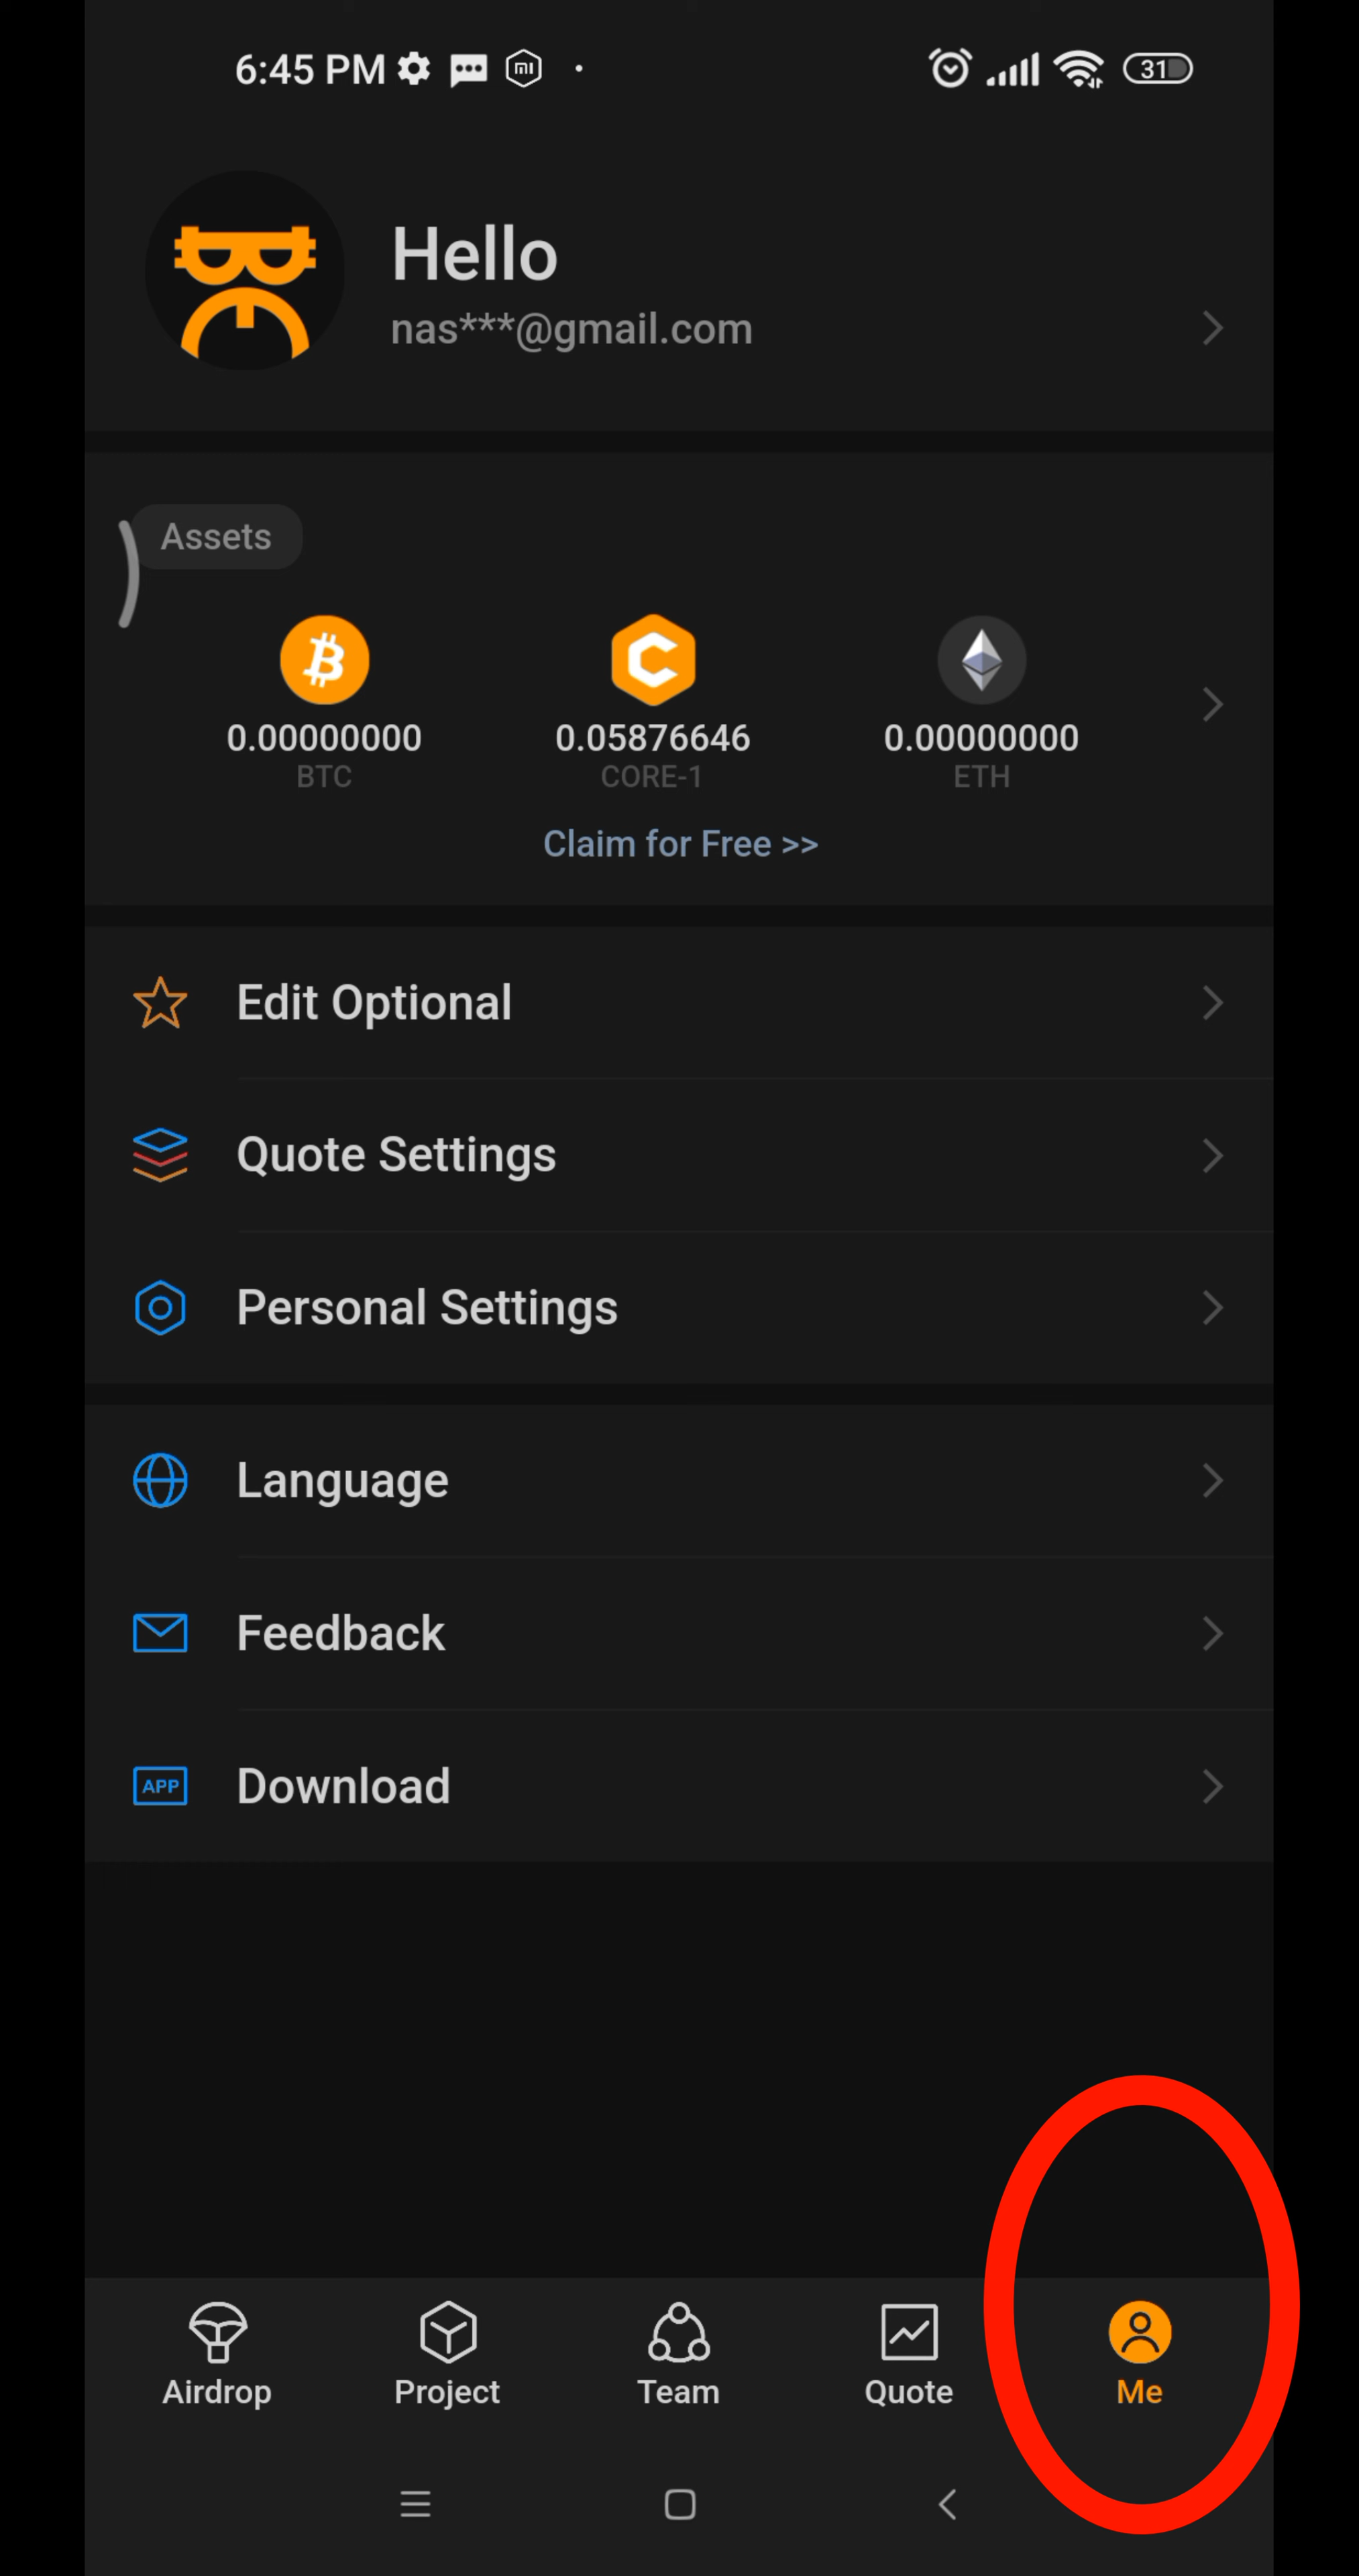 6:45 PM
31
Hello
nas***@gmail.com
Assets
0.00000000 0.05876646 0.00000000
BTC CORE-1 ETH
Claim for Free >>
Edit Optional
Quote Settings
Personal Settings
Language
Feedback
APP Download
Airdrop Project Team Quote Me